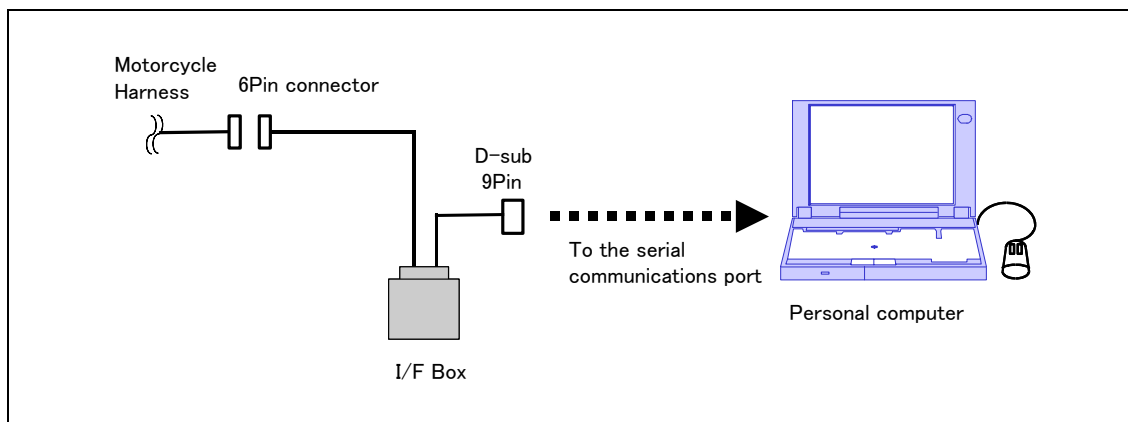 Motorcycle
Harness
6Pin connector
D-sub
9Pin
To the serial
communications port
Personal computer
I/F Box